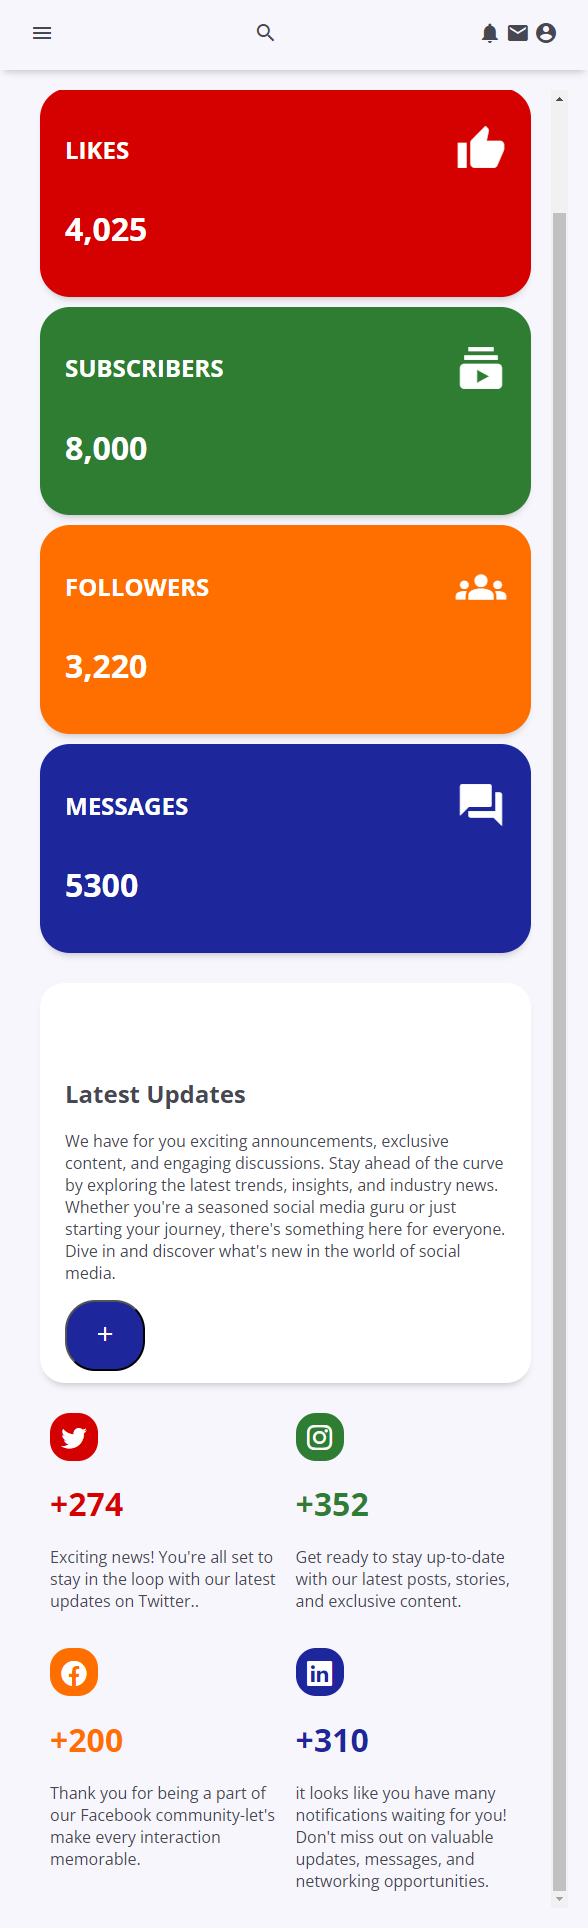 LIKES
4,025
SUBSCRIBERS
8,000
FOLLOWERS
3,220
MESSAGES
5300
Latest Updates
We have for you exciting announcements, exclusive
content, and engaging discussions. Stay ahead of the curve
by exploring the latest trends, insights, and industry news.
Whether you're a seasoned social media guru or just
starting your journey, there's something here for everyone.
Dive in and discover what's new in the world of social
media.
+
+274
Exciting news! You're all set to
stay in the loop with our latest
updates on Twitter..
+352
Get ready to stay up-to-date
with our latest posts, stories,
and exclusive content.
+200
Thank you for being a part of
our Facebook community-let's
make every interaction
memorable.
in
+310
it looks like you have many
notifications waiting for you!
Don't miss out on valuable
updates, messages, and
networking opportunities.